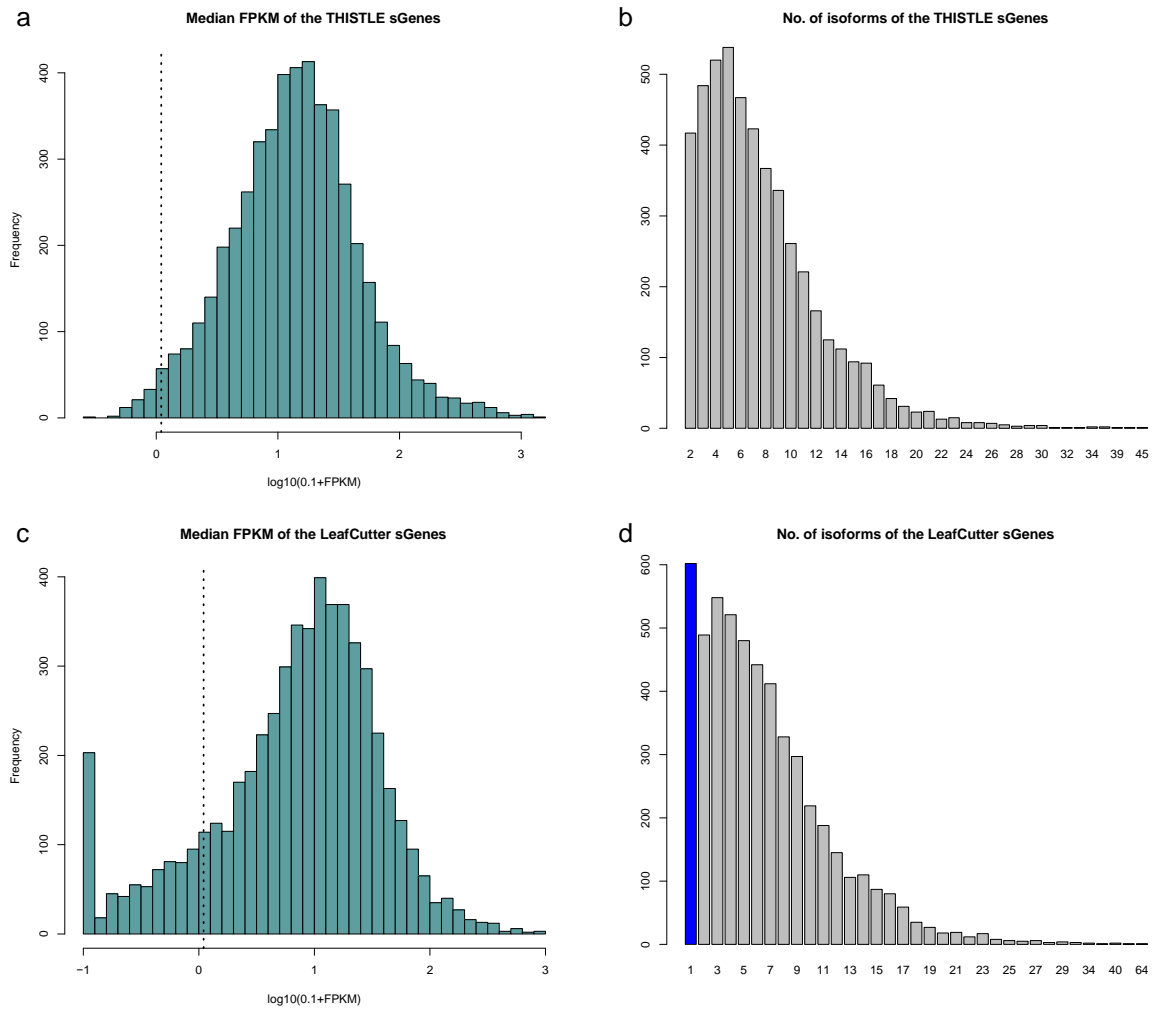 a
Median FPKM of the THISTLE sGenes
Frequency
0 100 200 300 400
0 1 2 3
log10(0.1+FPKM)
b
No. of isoforms of the THISTLE sGenes
0 100 200 300 400 500
2 4 6 8 10 12 14 16 18 20 22 24 26 28 30 32 34 39 45
c
Median FPKM of the LeafCutter sGenes
Frequency
0 100 200 300 400
−1 0 1 2 3
log10(0.1+FPKM)
d
No. of isoforms of the LeafCutter sGenes
0 100 200 300 400 500 600
1 3 5 7 9 11 13 15 17 19 21 23 25 27 29 34 40 64